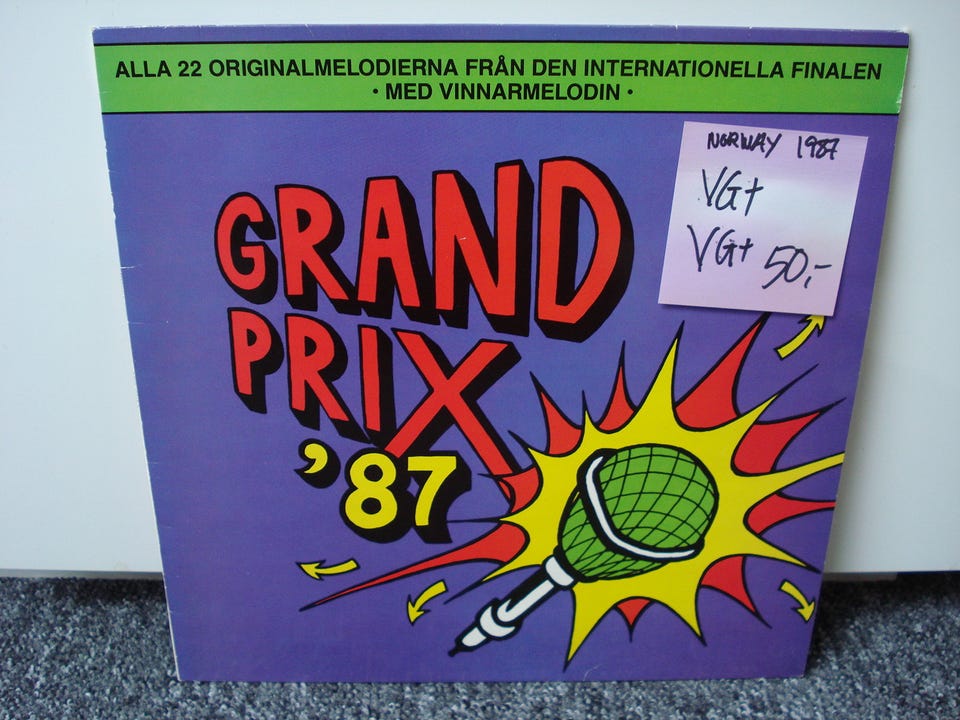 ALLA 22 ORIGINALMELODIERNA FRÅN DEN INTERNATIONELLA FINALEN
• MED VINNARMELODIN •
NORWAY 1987
VG+
VG+ 50,-
GRAND
PRIX
'87